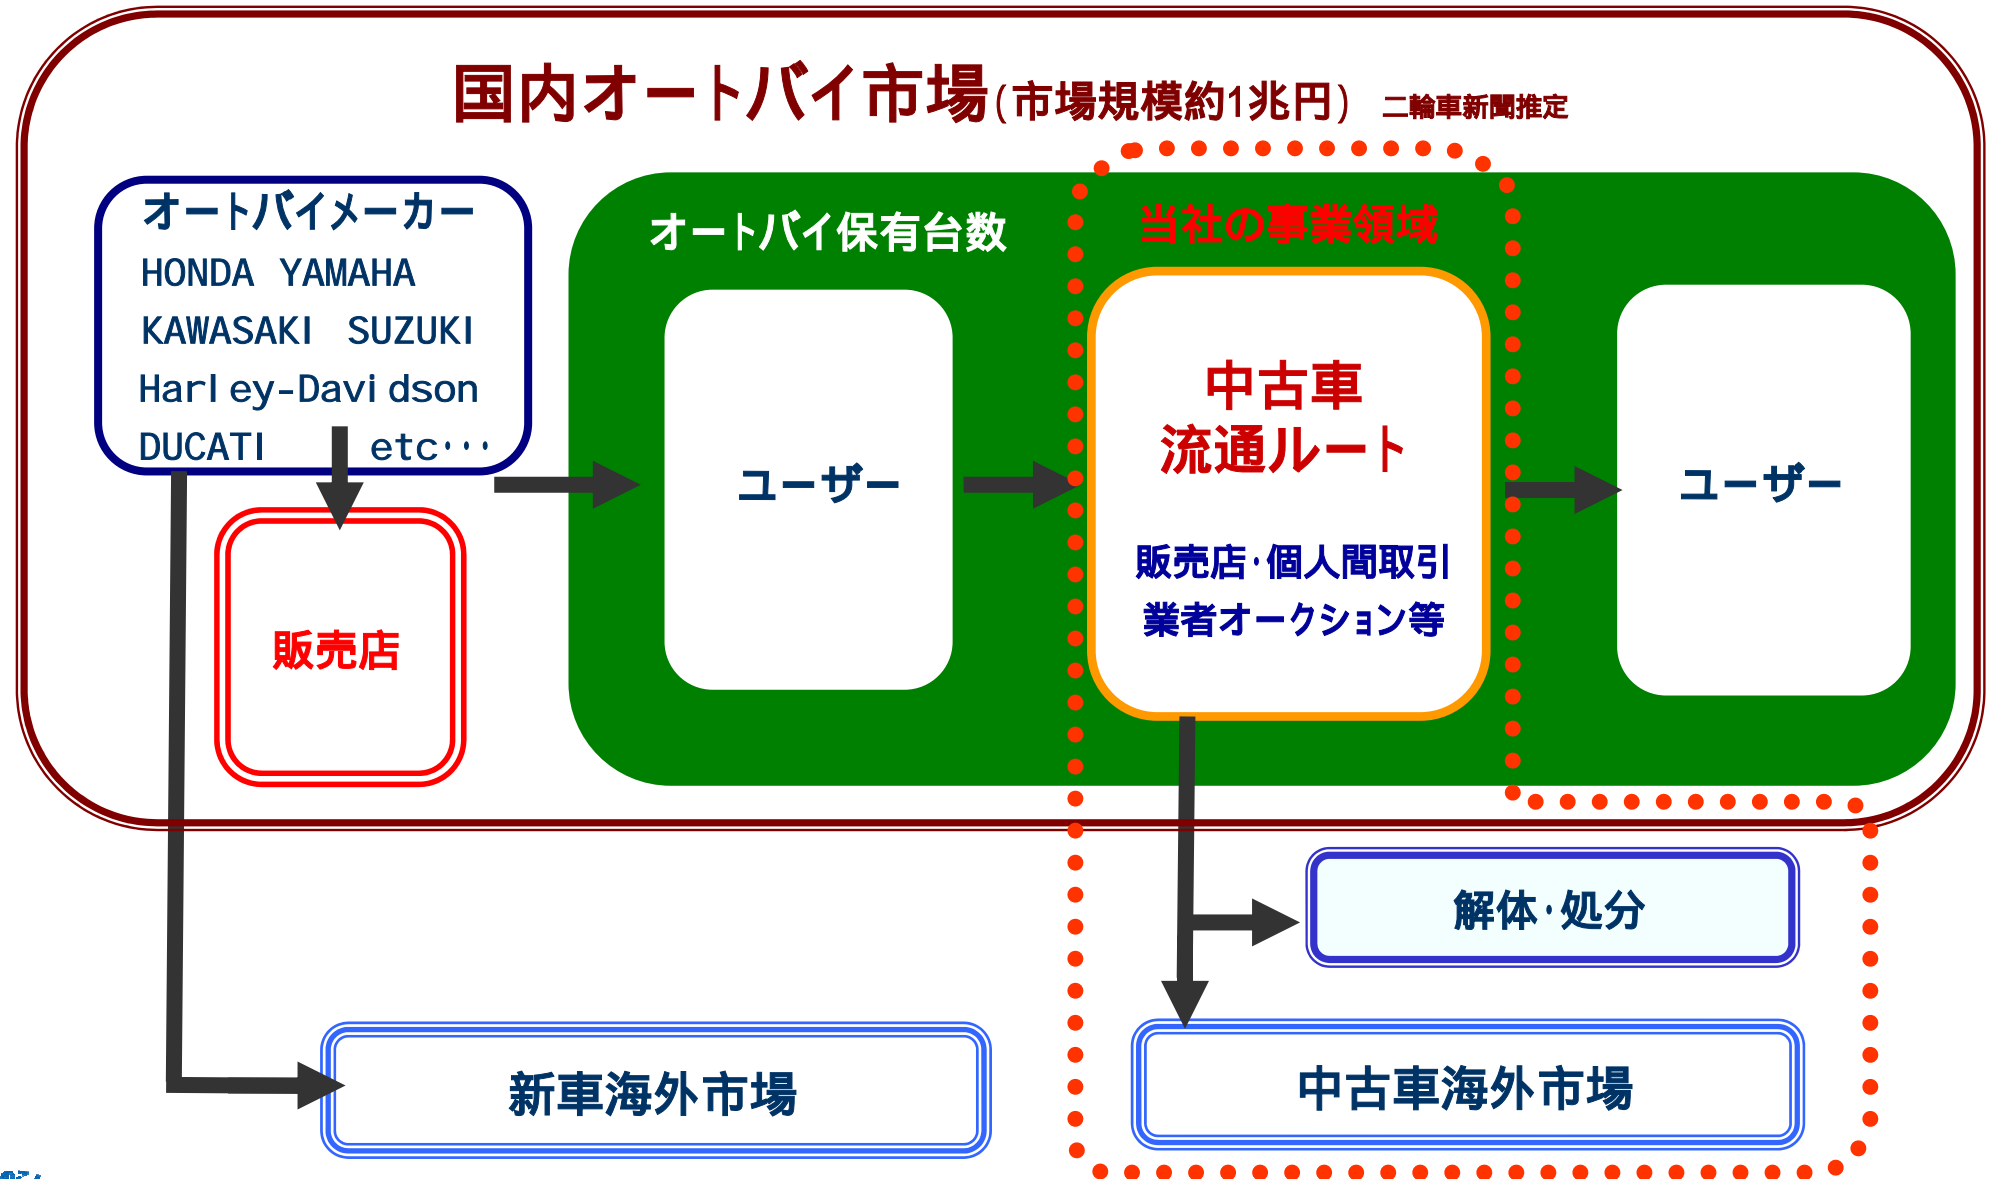 国内オートバイ市場(市場規模約1兆円) 二輪車新聞推定
オートバイメーカー
HONDA YAMAHA
KAWASAKI SUZUKI
Harley-Davidson
DUCATI etc・・・
販売店
オートバイ保有台数
当社の事業領域
ユーザー
中古車
流通ルート
販売店・個人間取引
業者オークション等
ユーザー
解体・処分
新車海外市場
中古車海外市場